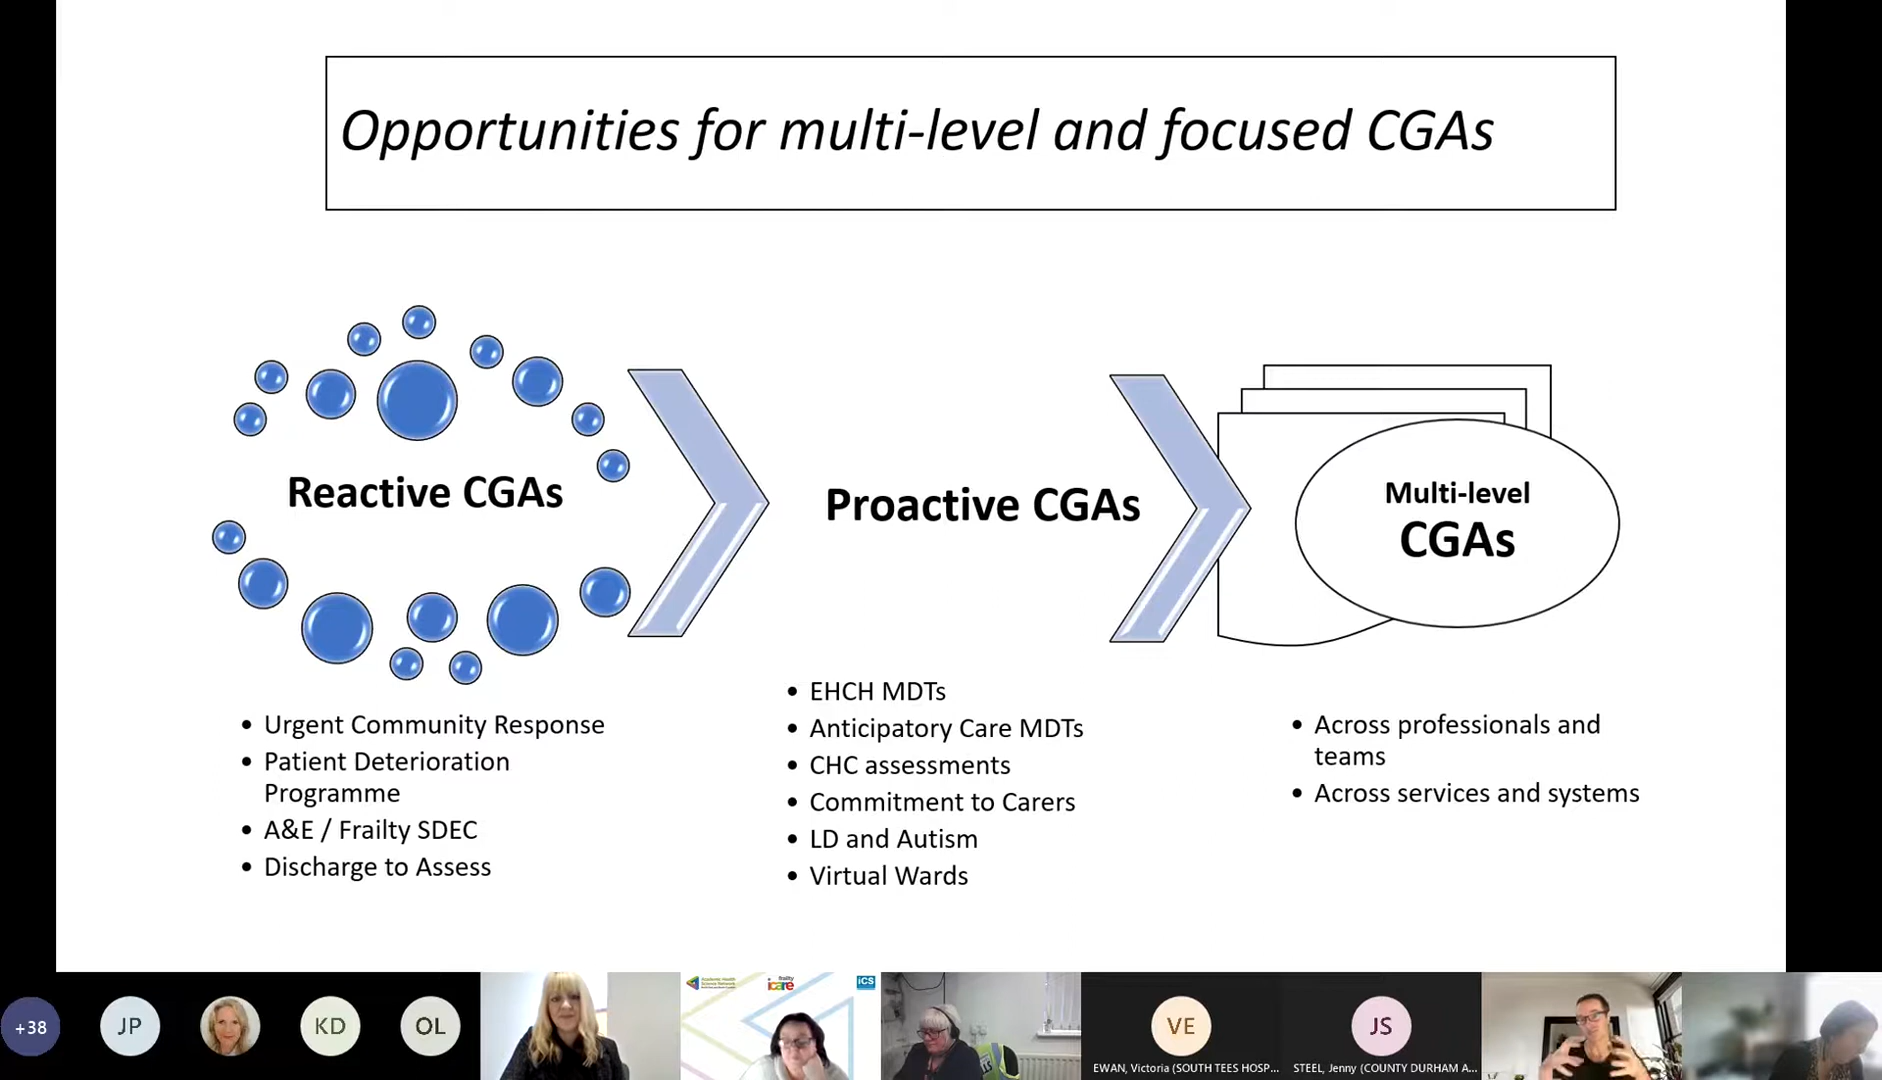 Opportunities for multi-level and focused CGAs
Reactive CGAs
Proactive CGAs
Multi-level
CGAs
• Urgent Community Response
• Patient Deterioration
Programme
• A&E / Frailty SDEC
• Discharge to Assess
• EHCH MDTs
• Anticipatory Care MDTs
• CHC assessments
• Commitment to Carers
• LD and Autism
• Virtual Wards
• Across professionals and
teams
• Across services and systems
+38
JP
KD
OL
frailty
icare
ICS
VE
EWAN, Victoria (SOUTH TEES HOSP...
JS
STEEL, Jenny (COUNTY DURHAM A...